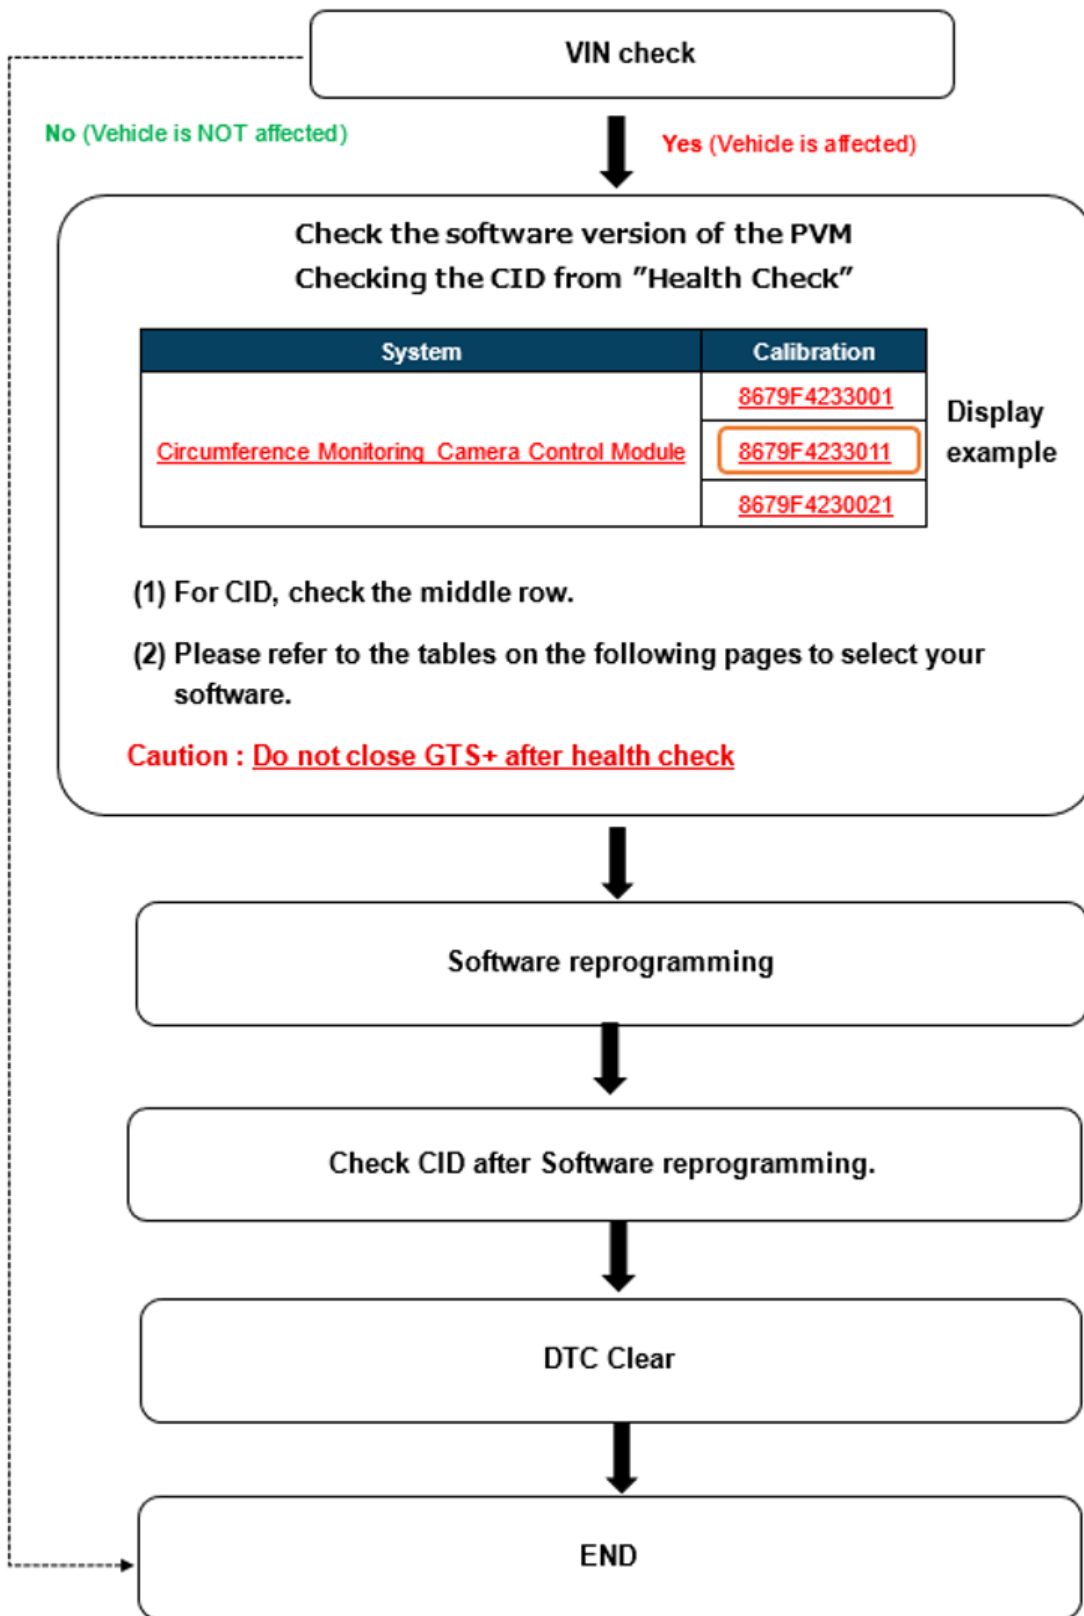 VIN check
No (Vehicle is NOT affected)
Yes (Vehicle is affected)
Check the software version of the PVM
Checking the CID from "Health Check"
System
Calibration
Circumference Monitoring Camera Control Module
8679F4233001
8679F4233011
8679F4230021
Display
example
(1) For CID, check the middle row.
(2) Please refer to the tables on the following pages to select your
software.
Caution : Do not close GTS+ after health check
Software reprogramming
Check CID after Software reprogramming.
DTC Clear
END